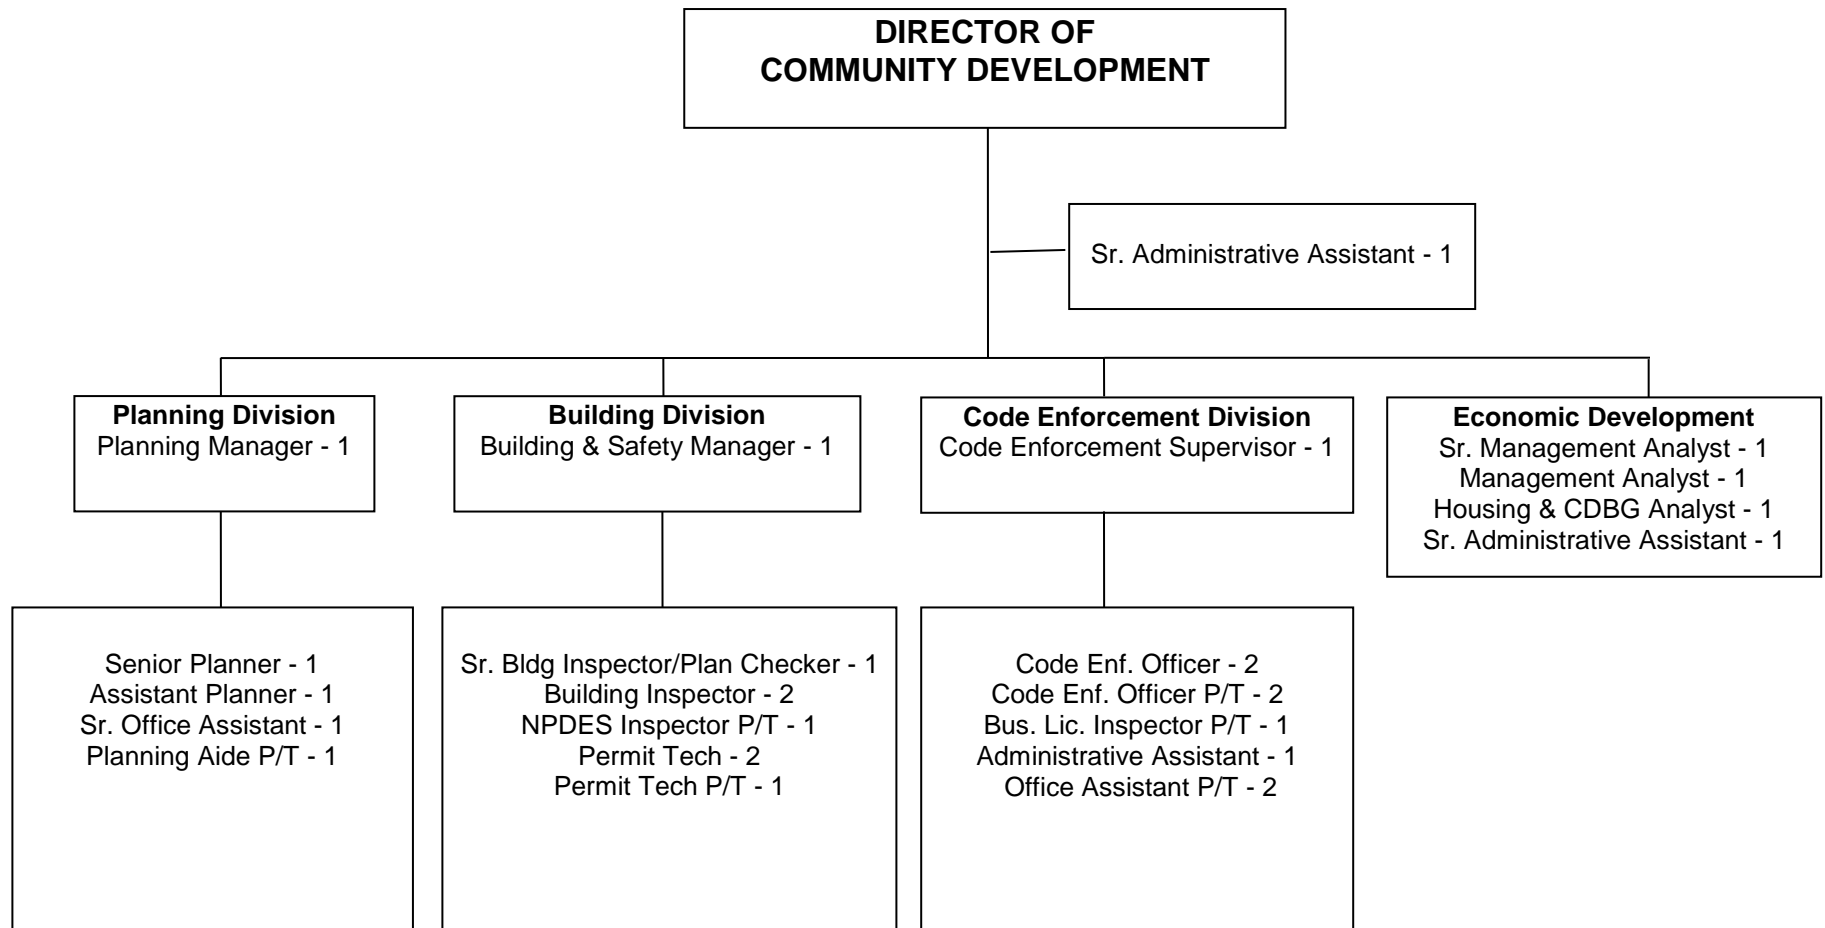 DIRECTOR OF
COMMUNITY DEVELOPMENT
Sr. Administrative Assistant - 1
Planning Division
Planning Manager - 1
Building Division
Building & Safety Manager - 1
Code Enforcement Division
Code Enforcement Supervisor - 1
Economic Development
Sr. Management Analyst - 1
Management Analyst - 1
Housing & CDBG Analyst - 1
Sr. Administrative Assistant - 1
Senior Planner - 1
Assistant Planner - 1
Sr. Office Assistant - 1
Planning Aide P/T - 1
Sr. Bldg Inspector/Plan Checker - 1
Building Inspector - 2
NPDES Inspector P/T - 1
Permit Tech - 2
Permit Tech P/T - 1
Code Enf. Officer - 2
Code Enf. Officer P/T - 2
Bus. Lic. Inspector P/T - 1
Administrative Assistant - 1
Office Assistant P/T - 2